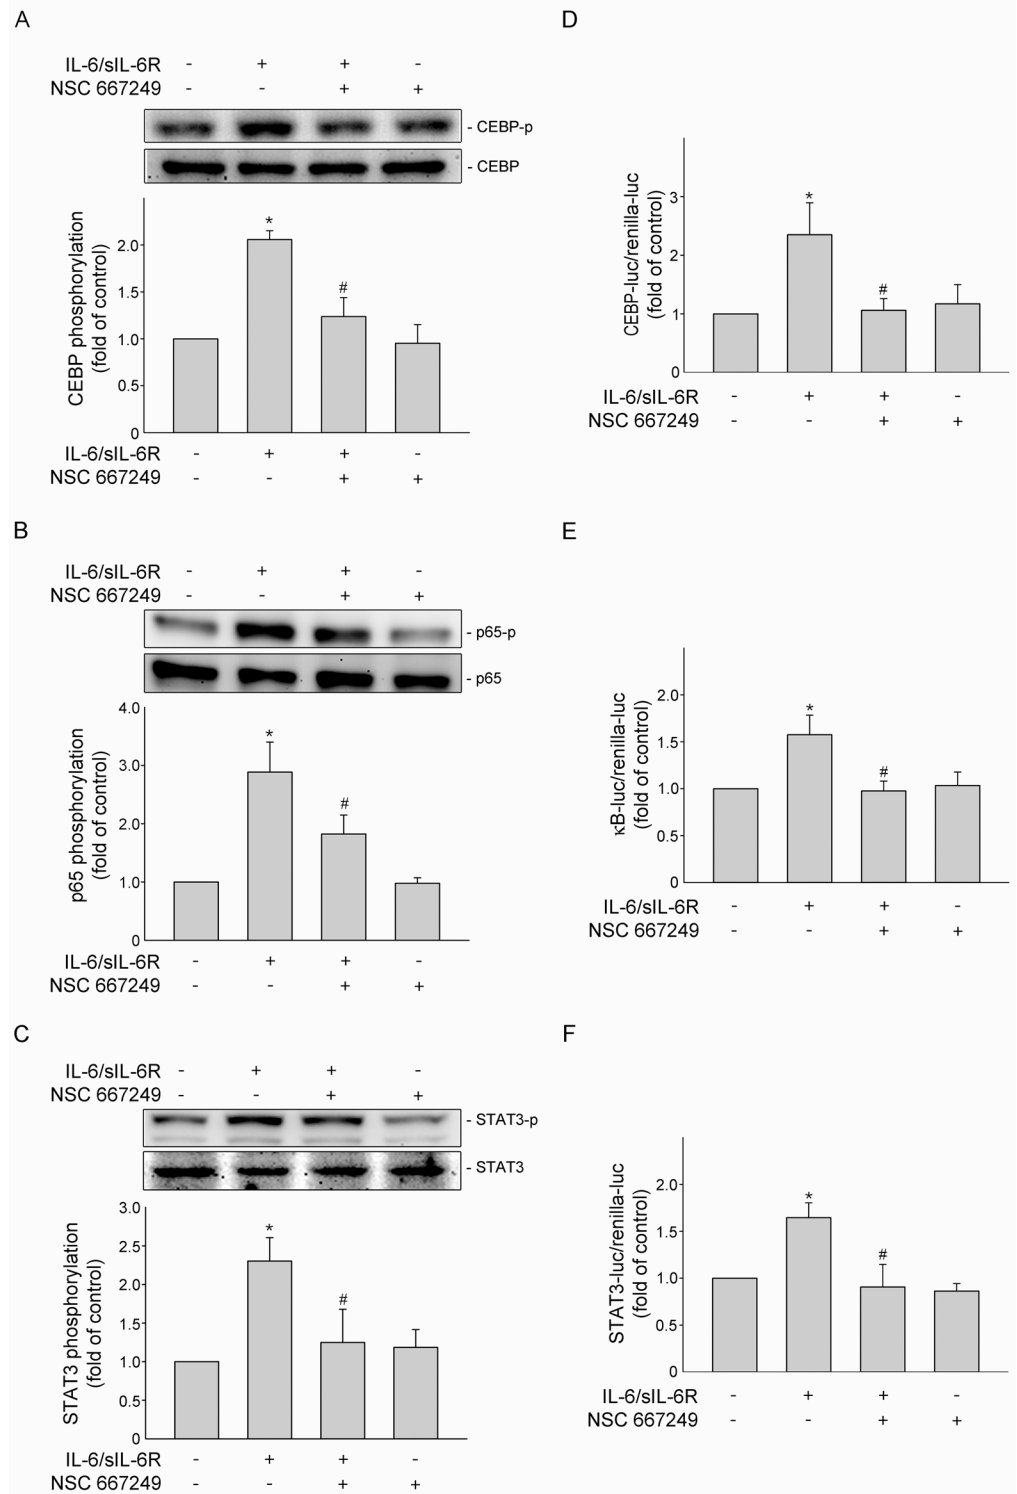 A
IL-6/sIL-6R - + + -
NSC 667249 - - + +
- CEBP-p
- CEBP
CEBP phosphorylation
(fold of control)
2.0
1.5
1.0
0.5
0
*
#
IL-6/sIL-6R - + + -
NSC 667249 - - + +
B
IL-6/sIL-6R - + + -
NSC 667249 - - + +
- p65-p
- p65
p65 phosphorylation
(fold of control)
4.0
3.0
2.0
1.0
0
*
#
IL-6/sIL-6R - + + -
NSC 667249 - - + +
C
IL-6/sIL-6R - + + -
NSC 667249 - - + +
- STAT3-p
- STAT3
STAT3 phosphorylation
(fold of control)
3.0
2.5
2.0
1.5
1.0
0.5
0
*
#
IL-6/sIL-6R - + + -
NSC 667249 - - + +
D
CEBP-luc/renilla-luc
(fold of control)
3
2
1
0
*
#
IL-6/sIL-6R - + + -
NSC 667249 - - + +
E
κB-luc/renilla-luc
(fold of control)
2.0
1.5
1.0
0.5
0
*
#
IL-6/sIL-6R - + + -
NSC 667249 - - + +
F
STAT3-luc/renilla-luc
(fold of control)
2.0
1.5
1.0
0.5
0
*
#
IL-6/sIL-6R - + + -
NSC 667249 - - + +